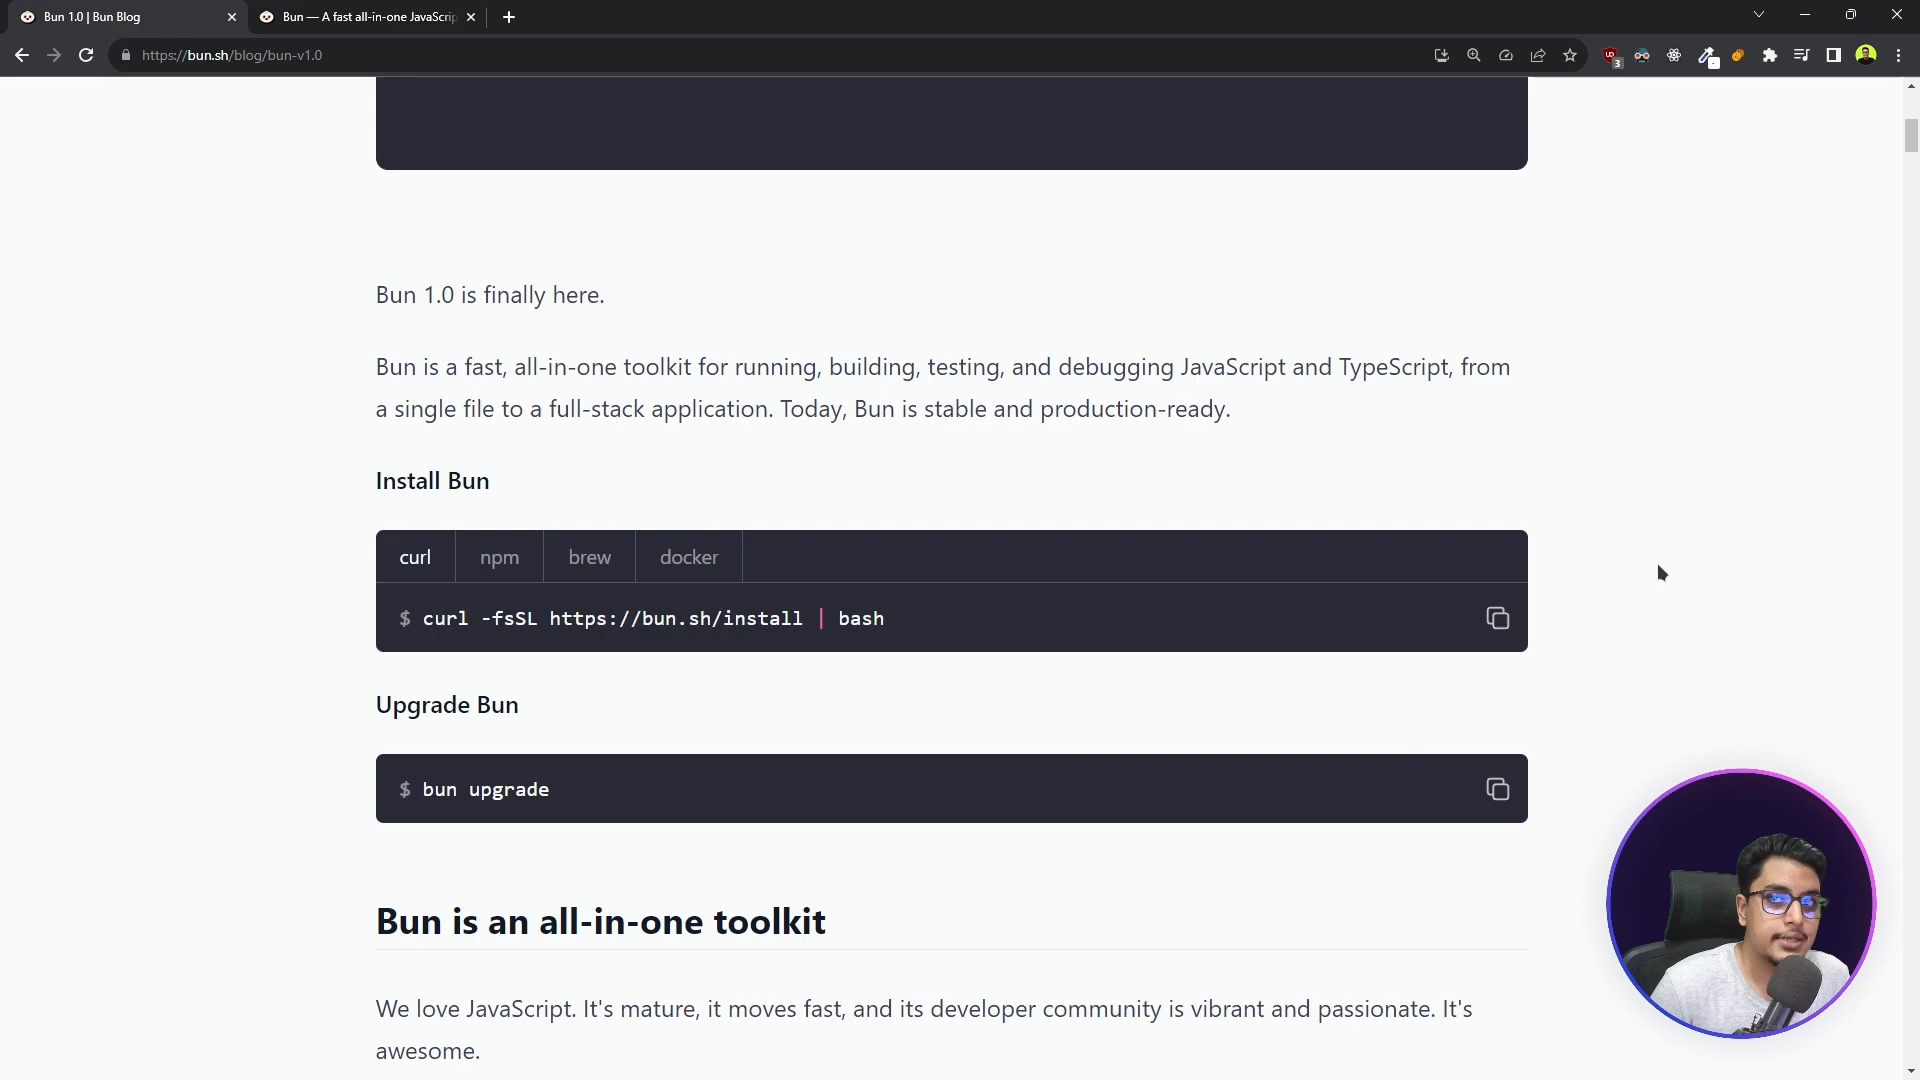 Bun 1.0 | Bun Blog
Bun — A fast all-in-one JavaScrip
https://bun.sh/blog/bun-v1.0
3
Bun 1.0 is finally here.
Bun is a fast, all-in-one toolkit for running, building, testing, and debugging JavaScript and TypeScript, from
a single file to a full-stack application. Today, Bun is stable and production-ready.
Install Bun
curl npm brew docker
$ curl -fsSL https://bun.sh/install | bash
Upgrade Bun
$ bun upgrade
Bun is an all-in-one toolkit
We love JavaScript. It's mature, it moves fast, and its developer community is vibrant and passionate. It's
awesome.